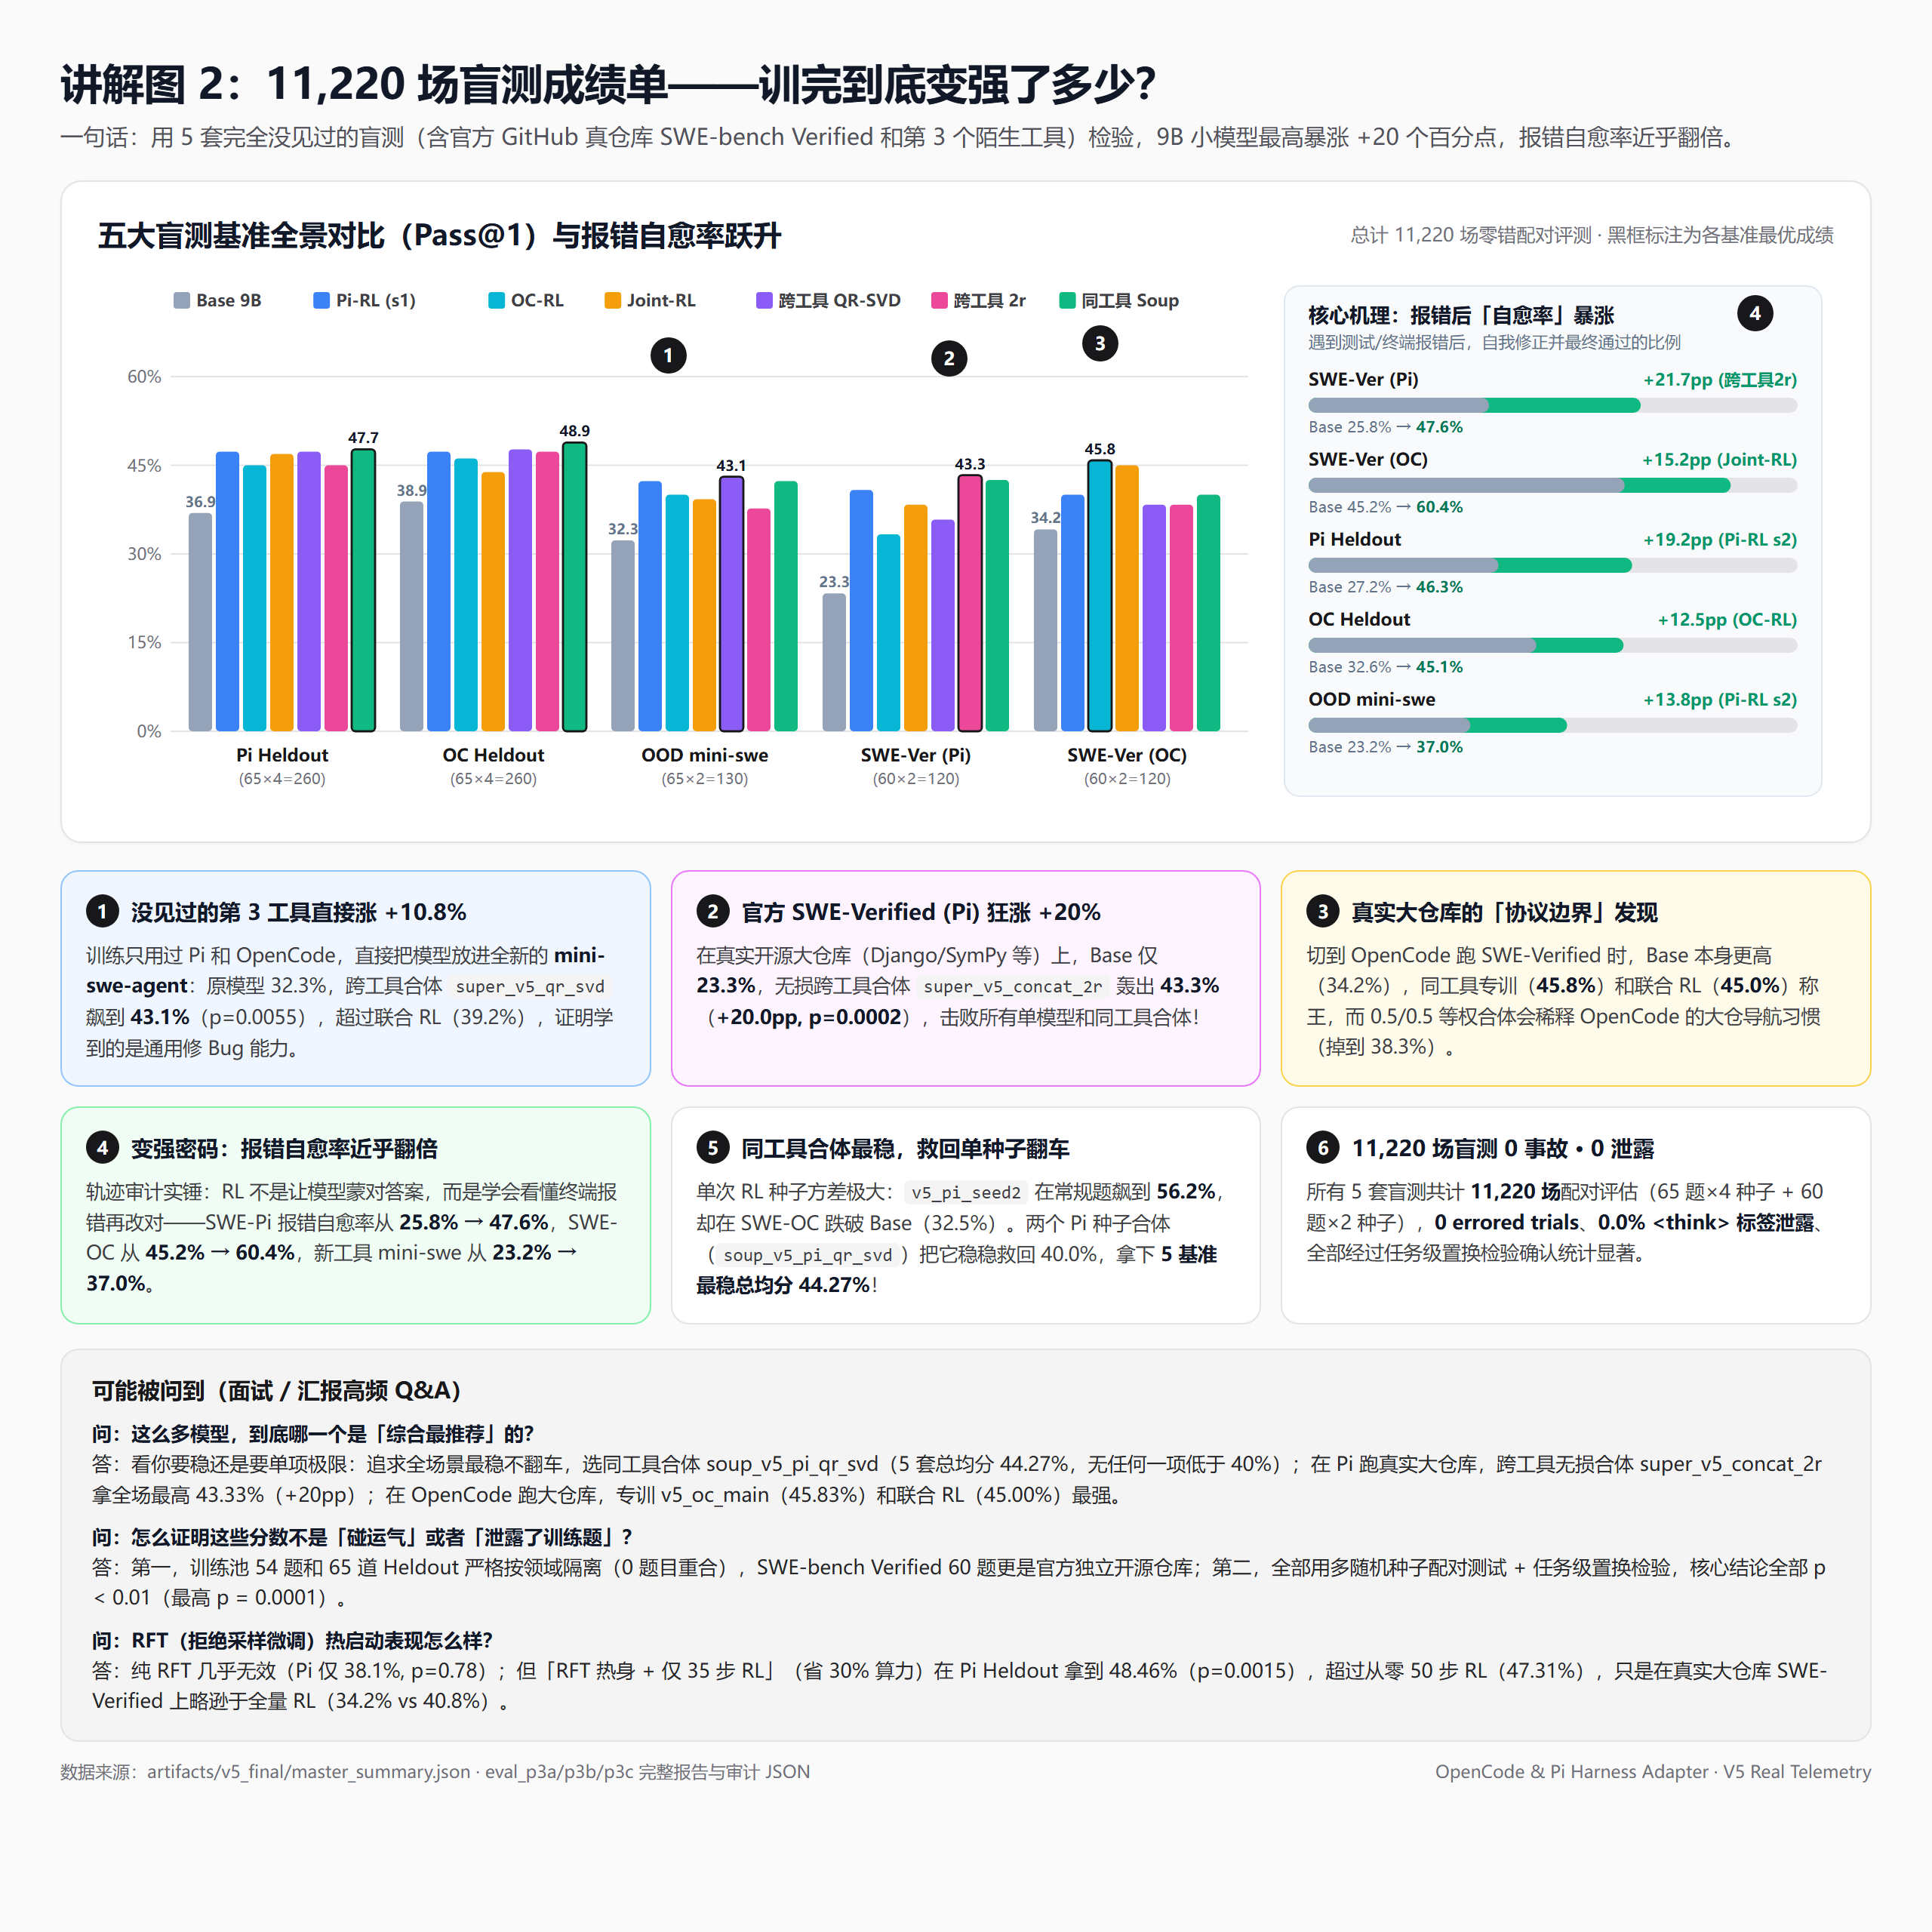 讲解图 2：11,220 场盲测成绩单——训完到底变强了多少？
一句话：用 5 套完全没见过的盲测（含官方 GitHub 真仓库 SWE-bench Verified 和第 3 个陌生工具）检验，9B 小模型最高暴涨 +20 个百分点，报错自愈率近乎翻倍。
五大盲测基准全景对比（Pass@1）与报错自愈率跃升
总计 11,220 场零错配对评测 · 黑框标注为各基准最优成绩
Base 9B
Pi-RL (s1)
OC-RL
Joint-RL
跨工具 QR-SVD
跨工具 2r
同工具 Soup
1
2
3
60%
45%
30%
15%
0%
36.9
47.7
38.9
48.9
32.3
43.1
23.3
43.3
34.2
45.8
Pi Heldout
(65×4=260)
OC Heldout
(65×4=260)
OOD mini-swe
(65×2=130)
SWE-Ver (Pi)
(60×2=120)
SWE-Ver (OC)
(60×2=120)
核心机理：报错后「自愈率」暴涨
4
遇到测试/终端报错后，自我修正并最终通过的比例
SWE-Ver (Pi)
+21.7pp (跨工具2r)
Base 25.8% → 47.6%
SWE-Ver (OC)
+15.2pp (Joint-RL)
Base 45.2% → 60.4%
Pi Heldout
+19.2pp (Pi-RL s2)
Base 27.2% → 46.3%
OC Heldout
+12.5pp (OC-RL)
Base 32.6% → 45.1%
OOD mini-swe
+13.8pp (Pi-RL s2)
Base 23.2% → 37.0%
1 没见过的第 3 工具直接涨 +10.8%
训练只用过 Pi 和 OpenCode，直接把模型放进全新的 mini-
swe-agent：原模型 32.3%，跨工具合体 super_v5_qr_svd
飙到 43.1%（p=0.0055），超过联合 RL（39.2%），证明学
到的是通用修 Bug 能力。
2 官方 SWE-Verified (Pi) 狂涨 +20%
在真实开源大仓库（Django/SymPy 等）上，Base 仅
23.3%，无损跨工具合体 super_v5_concat_2r 轰出 43.3%
（+20.0pp, p=0.0002），击败所有单模型和同工具合体！
3 真实大仓库的「协议边界」发现
切到 OpenCode 跑 SWE-Verified 时，Base 本身更高
（34.2%），同工具专训（45.8%）和联合 RL（45.0%）称
王，而 0.5/0.5 等权合体会稀释 OpenCode 的大仓导航习惯
（掉到 38.3%）。
4 变强密码：报错自愈率近乎翻倍
轨迹审计实锤：RL 不是让模型蒙对答案，而是学会看懂终端报
错再改对——SWE-Pi 报错自愈率从 25.8% → 47.6%，SWE-
OC 从 45.2% → 60.4%，新工具 mini-swe 从 23.2% →
37.0%。
5 同工具合体最稳，救回单种子翻车
单次 RL 种子方差极大：v5_pi_seed2 在常规题飙到 56.2%，
却在 SWE-OC 跌破 Base（32.5%）。两个 Pi 种子合体
（soup_v5_pi_qr_svd）把它稳稳救回 40.0%，拿下 5 基准
最稳总均分 44.27%！
6 11,220 场盲测 0 事故 • 0 泄露
所有 5 套盲测共计 11,220 场配对评估（65 题×4 种子 + 60
题×2 种子），0 errored trials、0.0% <think> 标签泄露、
全部经过任务级置换检验确认统计显著。
可能被问到（面试 / 汇报高频 Q&A）
问：这么多模型，到底哪一个是「综合最推荐」的？
答：看你要稳还是要单项极限：追求全场景最稳不翻车，选同工具合体 soup_v5_pi_qr_svd（5 套总均分 44.27%，无任何一项低于 40%）；在 Pi 跑真实大仓库，跨工具无损合体 super_v5_concat_2r
拿全场最高 43.33%（+20pp）；在 OpenCode 跑大仓库，专训 v5_oc_main（45.83%）和联合 RL（45.00%）最强。
问：怎么证明这些分数不是「碰运气」或者「泄露了训练题」？
答：第一，训练池 54 题和 65 道 Heldout 严格按领域隔离（0 题目重合），SWE-bench Verified 60 题更是官方独立开源仓库；第二，全部用多随机种子配对测试 + 任务级置换检验，核心结论全部 p
< 0.01（最高 p = 0.0001）。
问：RFT（拒绝采样微调）热启动表现怎么样？
答：纯 RFT 几乎无效（Pi 仅 38.1%, p=0.78）；但「RFT 热身 + 仅 35 步 RL」（省 30% 算力）在 Pi Heldout 拿到 48.46%（p=0.0015），超过从零 50 步 RL（47.31%），只是在真实大仓库 SWE-
Verified 上略逊于全量 RL（34.2% vs 40.8%）。
数据来源：artifacts/v5_final/master_summary.json · eval_p3a/p3b/p3c 完整报告与审计 JSON
OpenCode & Pi Harness Adapter · V5 Real Telemetry